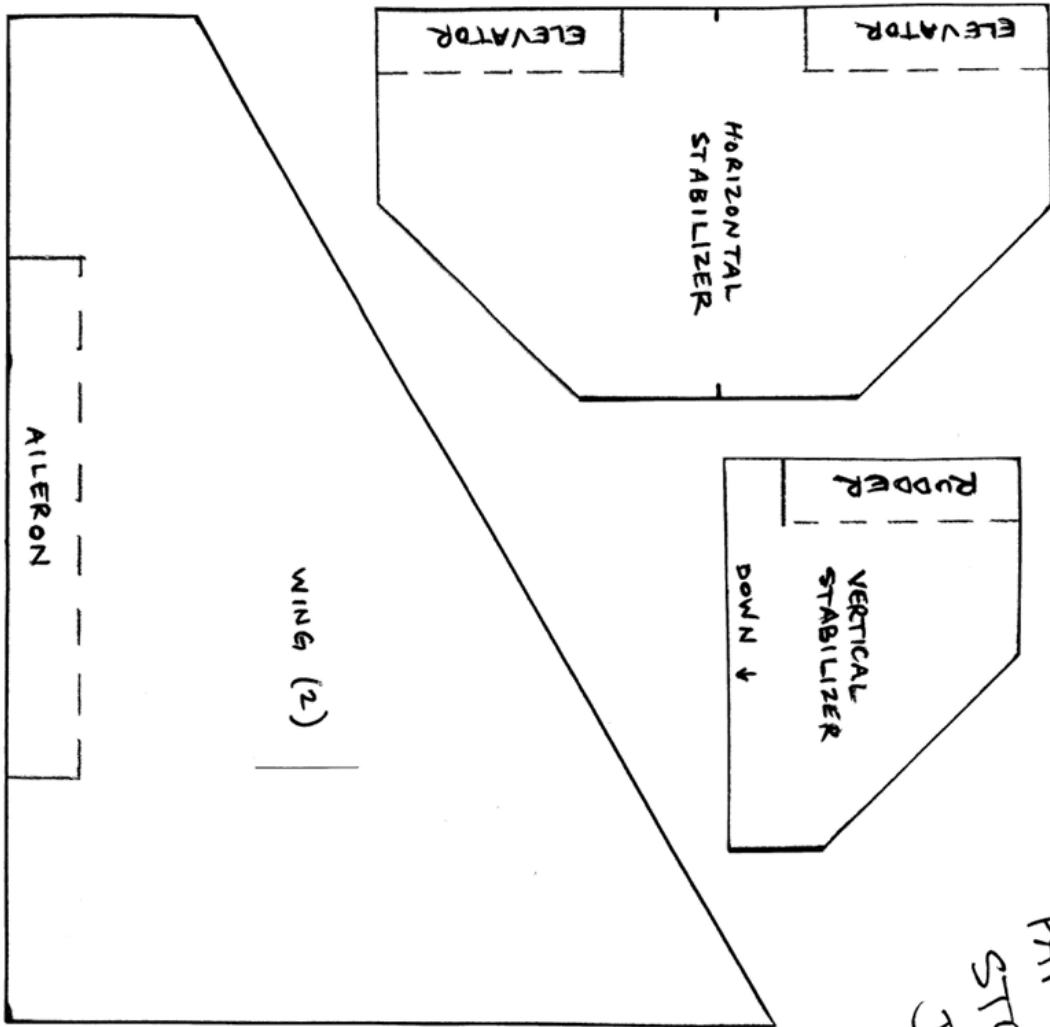 ELEVATOR
ELEVATOR
HORIZONTAL
STABILIZER
AILERON
WING (2)
RUDDER
VERTICAL
STABILIZER
DOWN ↓